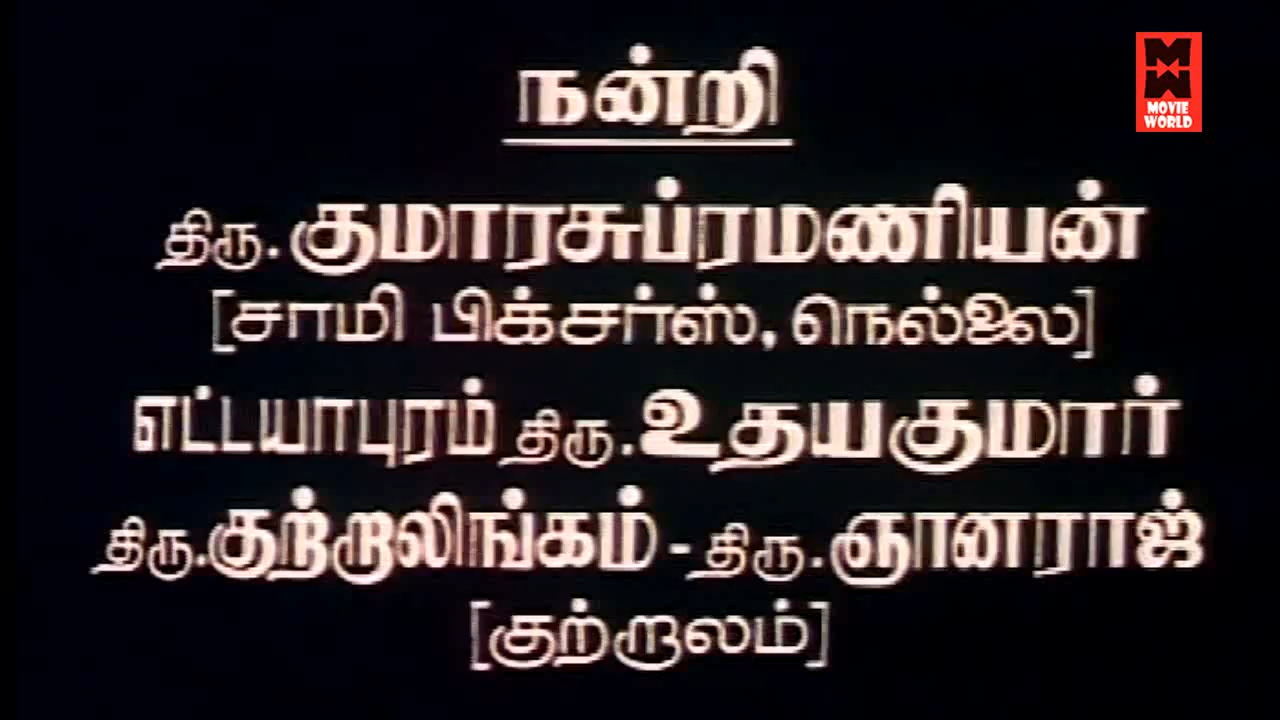 நன்றி
திரு. குமாரசுப்ரமணியன்
[சாமி பிக்சர்ஸ், நெல்லை]
எட்டயாபுரம் திரு. உதயகுமார்
திரு. குற்றாலிங்கம் - திரு. ஞானராஜ்
[குற்றாலம்]
MOVIE
WORLD